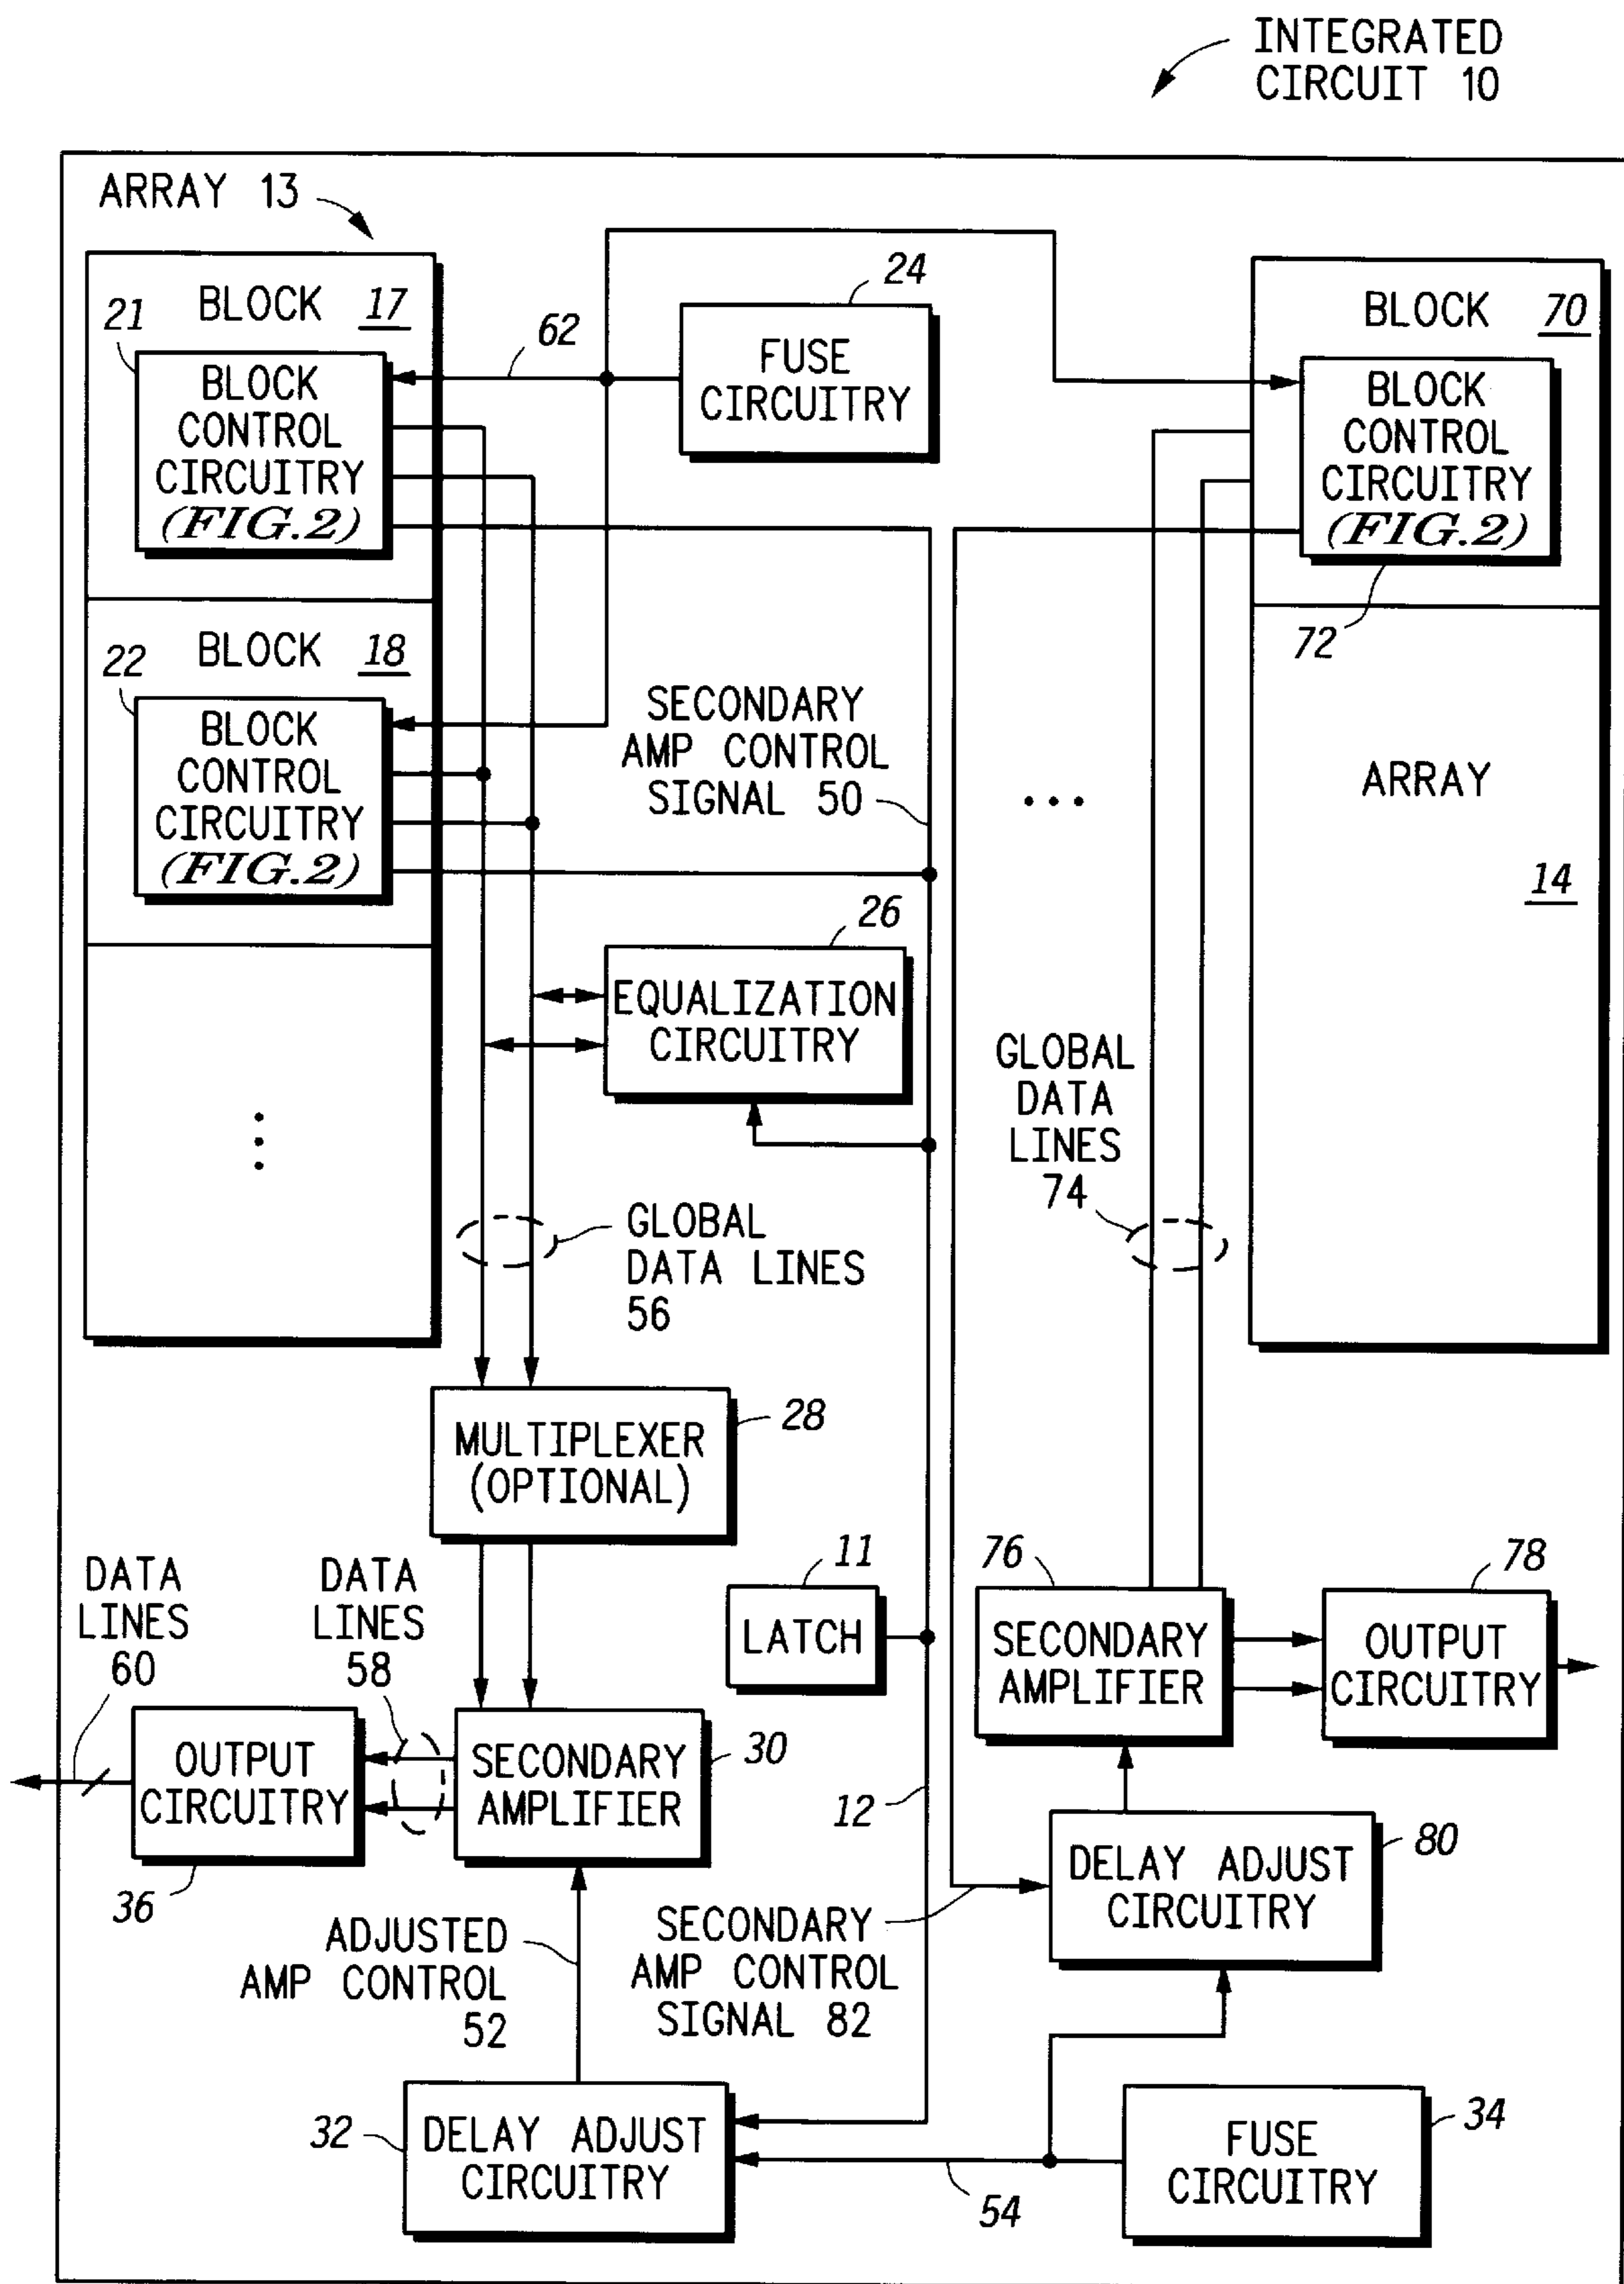 INTEGRATED
CIRCUIT 10
ARRAY 13
BLOCK 17
21
BLOCK
CONTROL
CIRCUITRY
(FIG.2)
62
24
FUSE
CIRCUITRY
BLOCK 70
BLOCK
CONTROL
CIRCUITRY
(FIG.2)
72
BLOCK 18
22
BLOCK
CONTROL
CIRCUITRY
(FIG.2)
SECONDARY
AMP CONTROL
SIGNAL 50
...
ARRAY
14
26
EQUALIZATION
CIRCUITRY
GLOBAL
DATA
LINES
74
GLOBAL
DATA LINES
56
MULTIPLEXER
(OPTIONAL)
28
DATA
LINES
60
DATA
LINES
58
11
LATCH
76
SECONDARY
AMPLIFIER
78
OUTPUT
CIRCUITRY
OUTPUT
CIRCUITRY
36
SECONDARY
AMPLIFIER
30
12
DELAY ADJUST
CIRCUITRY
80
ADJUSTED
AMP CONTROL
52
SECONDARY
AMP CONTROL
SIGNAL 82
32
DELAY ADJUST
CIRCUITRY
54
FUSE
CIRCUITRY
34